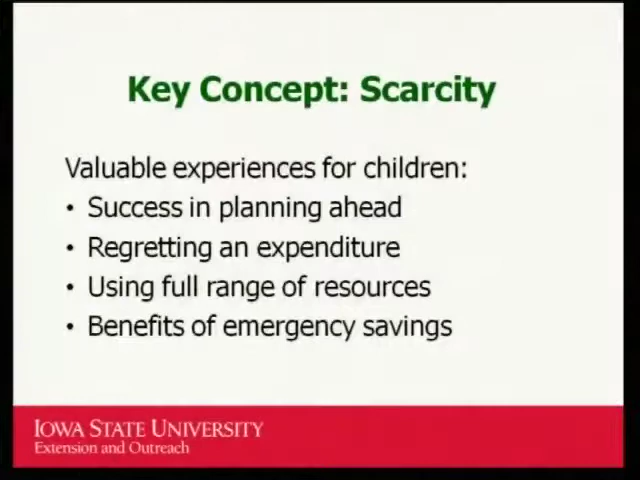 Key Concept: Scarcity
Valuable experiences for children:
• Success in planning ahead
• Regretting an expenditure
• Using full range of resources
• Benefits of emergency savings
IOWA STATE UNIVERSITY
Extension and Outreach